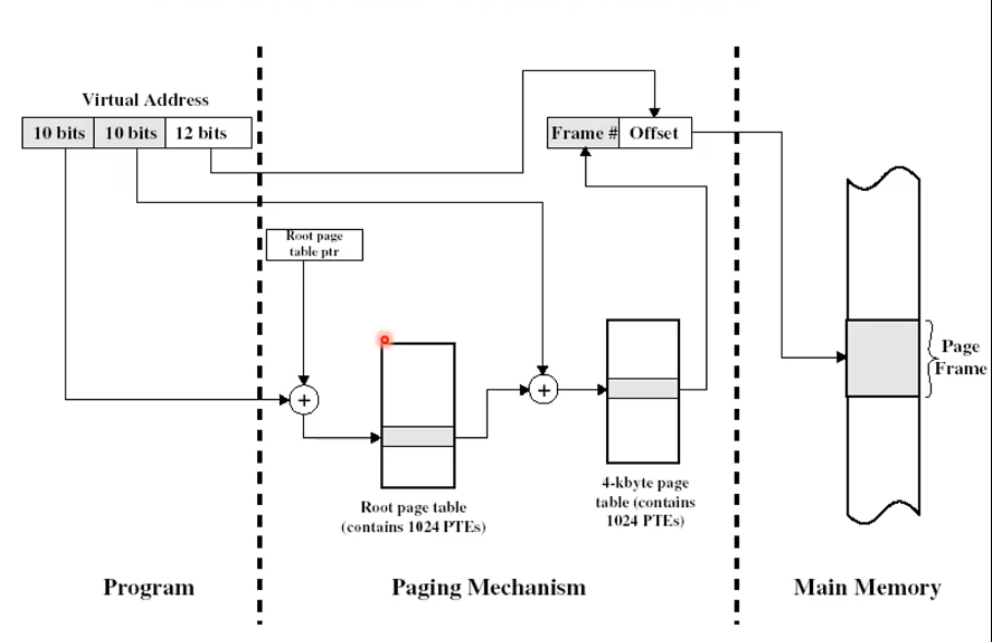 Virtual Address
10 bits 10 bits 12 bits
Frame # Offset
Root page
table ptr
+
+
Page
Frame
Root page table
(contains 1024 PTEs)
4-kbyte page
table (contains
1024 PTEs)
Program
Paging Mechanism
Main Memory